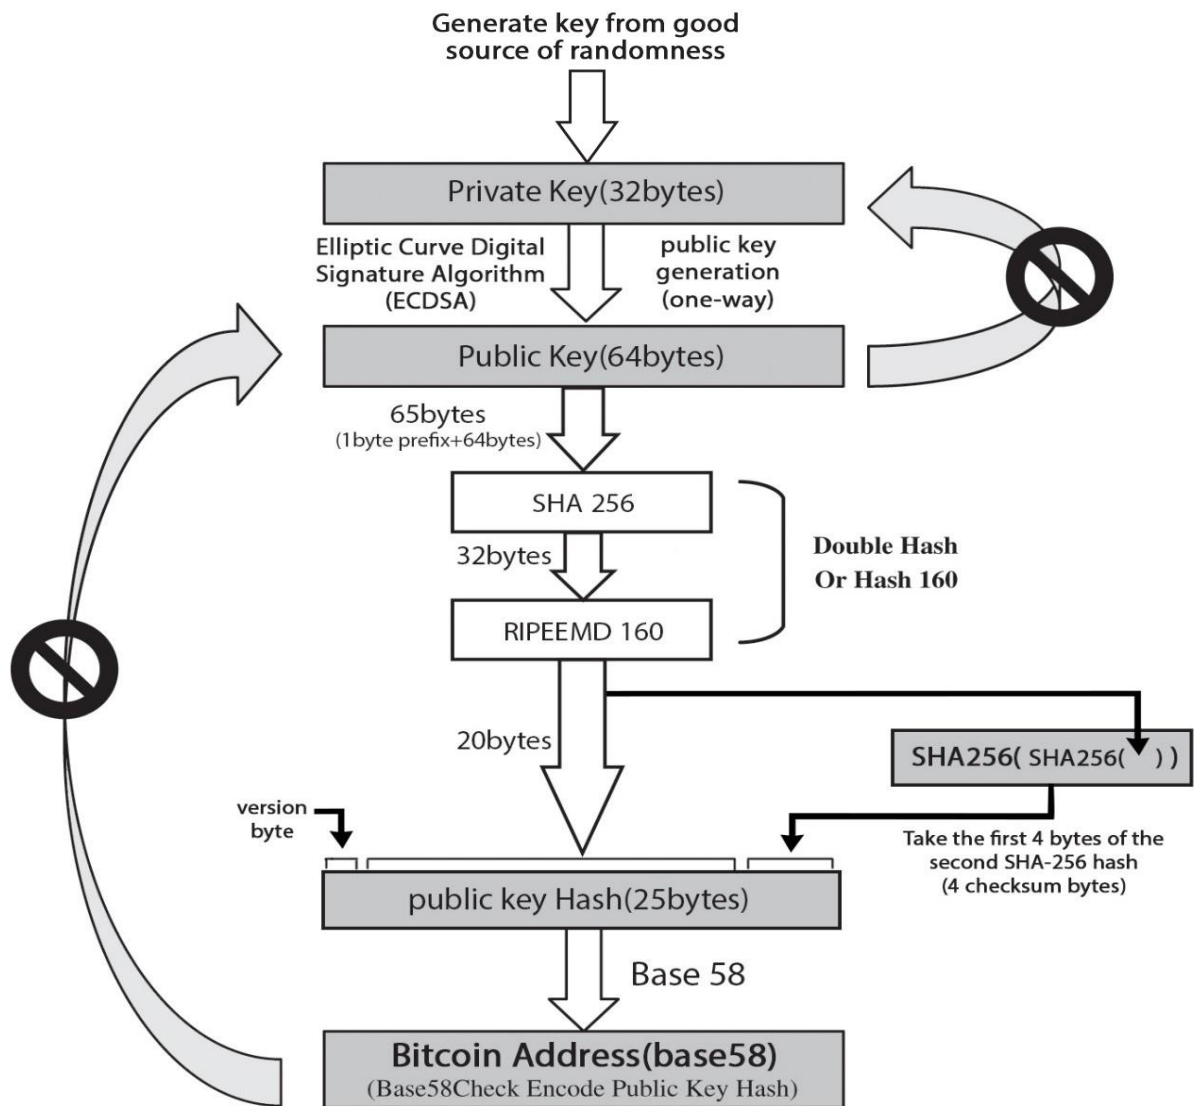 Generate key from good
source of randomness
Private Key(32bytes)
Elliptic Curve Digital
Signature Algorithm
(ECDSA)
public key
generation
(one-way)
Public Key(64bytes)
65bytes
(1byte prefix+64bytes)
SHA 256
32bytes
Double Hash
Or Hash 160
RIPEEMD 160
20bytes
SHA256( SHA256( ) )
version
byte
Take the first 4 bytes of the
second SHA-256 hash
(4 checksum bytes)
public key Hash(25bytes)
Base 58
Bitcoin Address(base58)
(Base58Check Encode Public Key Hash)